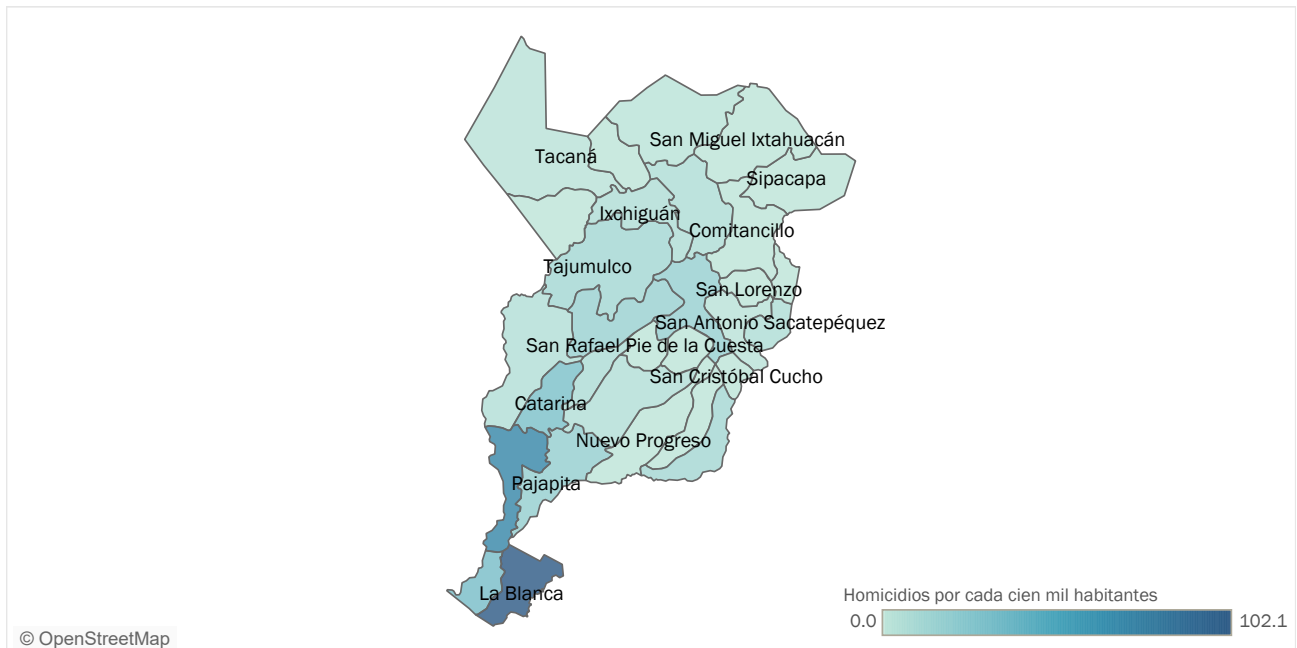 San Miguel Ixtahuacán
Tacaná
Sipacapa
Ixchiguán
Comitancillo
Tajumulco
San Lorenzo
San Antonio Sacatepéquez
San Rafael Pie de la Cuesta
San Cristóbal Cucho
Catarina
Nuevo Progreso
Pajapita
La Blanca
Homicidios por cada cien mil habitantes
0.0 102.1
© OpenStreetMap